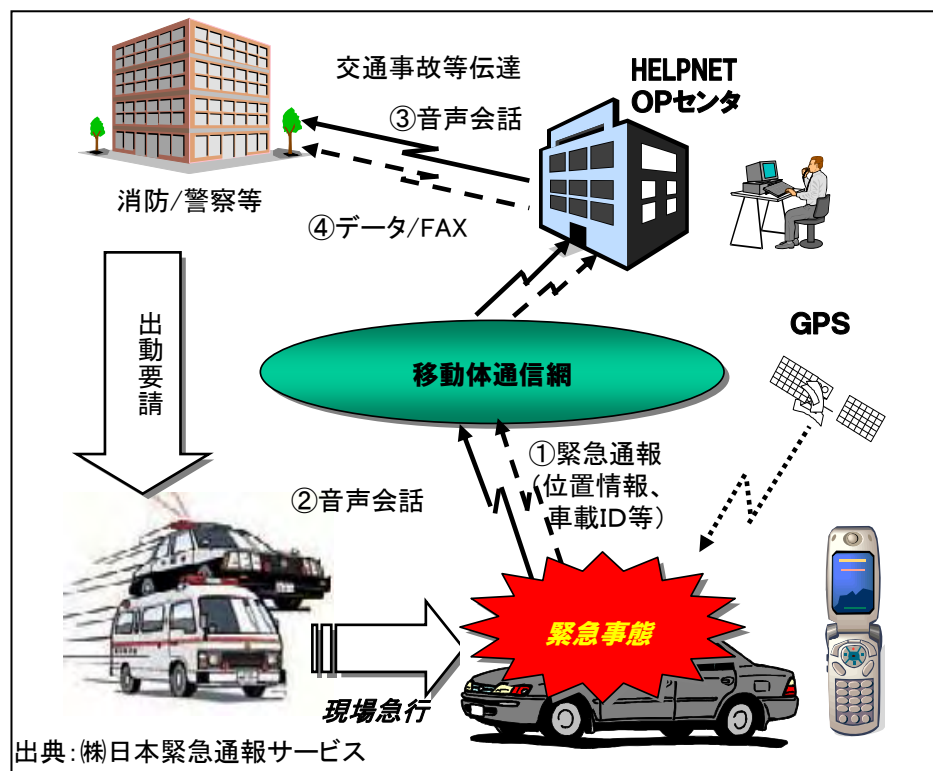 交通事故等伝達
HELPNET
OPセンタ
③音声会話
消防/警察等
④データ/FAX
出動要請
GPS
移動体通信網
①緊急通報
(位置情報、
車載ID等)
②音声会話
緊急事態
現場急行
出典:㈱日本緊急通報サービス